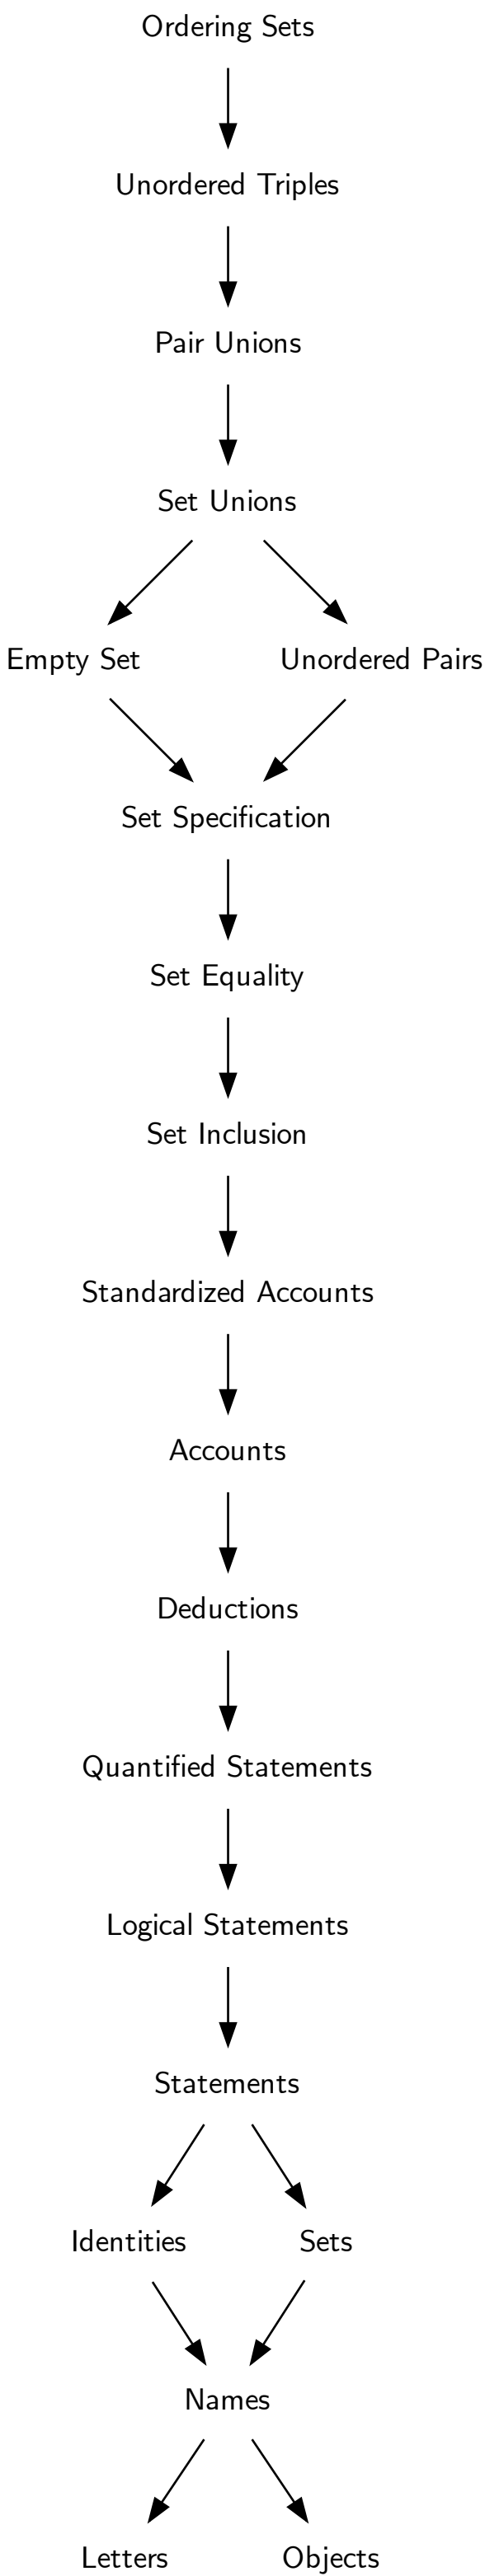 Ordering Sets
Unordered Triples
Pair Unions
Set Unions
Empty Set
Unordered Pairs
Set Specification
Set Equality
Set Inclusion
Standardized Accounts
Accounts
Deductions
Quantified Statements
Logical Statements
Statements
Identities
Sets
Names
Letters
Objects